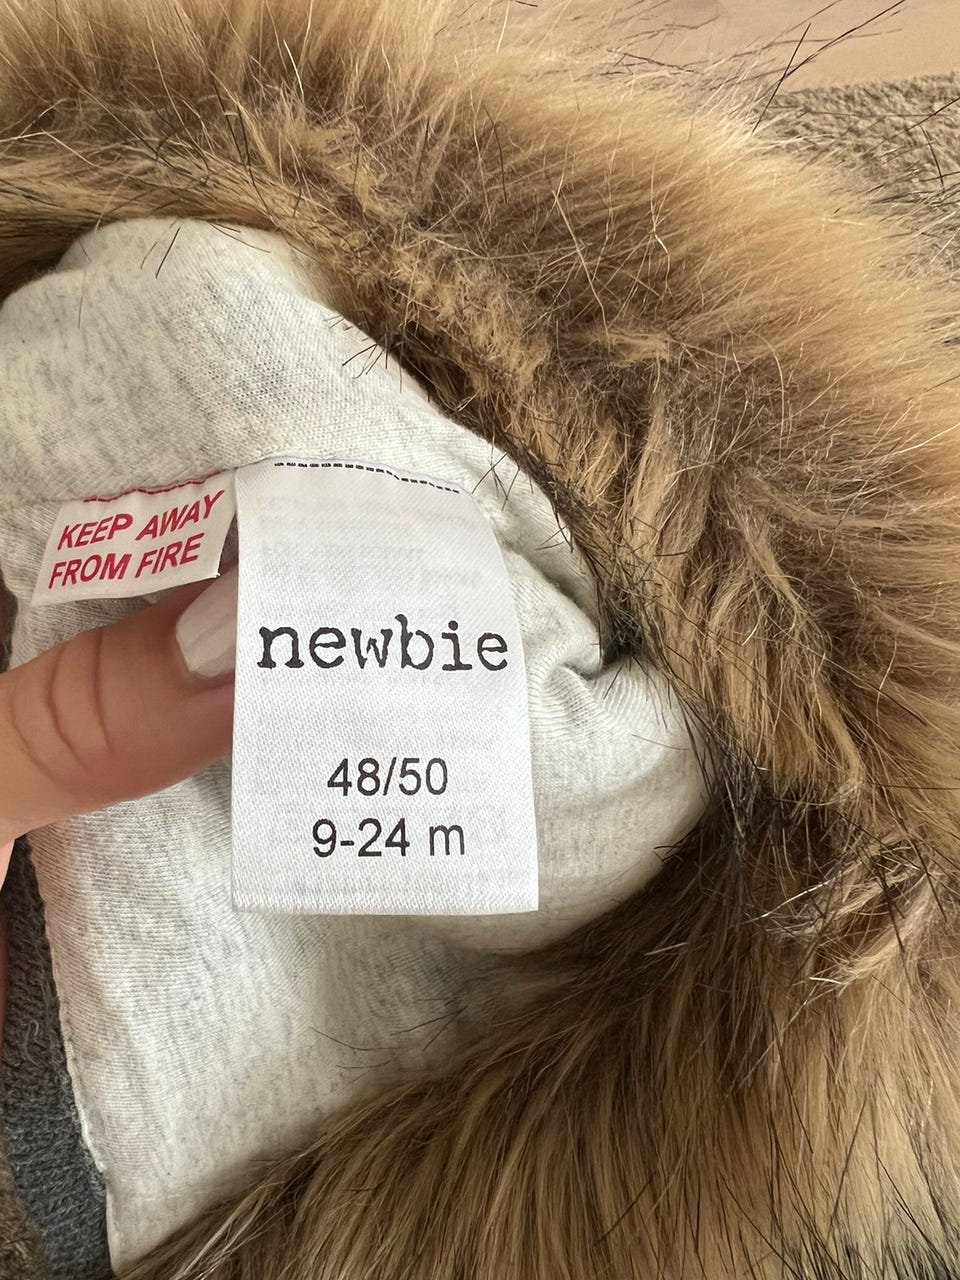 KEEP AWAY
FROM FIRE
newbie
48/50
9-24 m